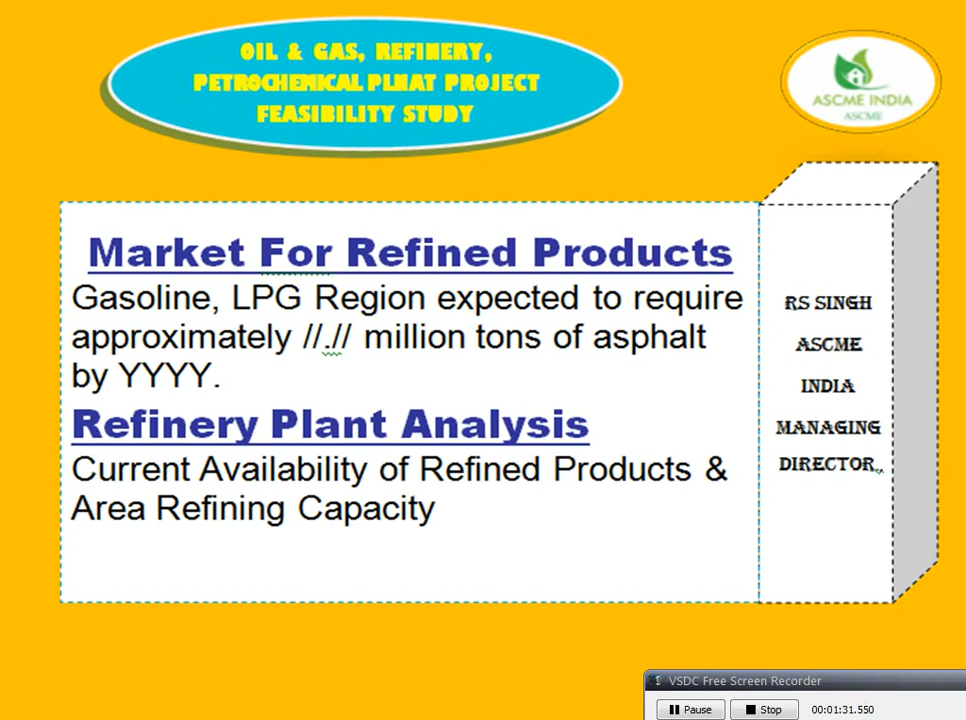 OIL & GAS, REFINERY,
PETROCHEMICAL PLNAT PROJECT
FEASIBILITY STUDY
ASCME INDIA
ASCME
Market For Refined Products
Gasoline, LPG Region expected to require
approximately //.// million tons of asphalt
by YYYY.
Refinery Plant Analysis
Current Availability of Refined Products &
Area Refining Capacity
RS SINGH
ASCME
INDIA
MANAGING
DIRECTOR.
VSDC Free Screen Recorder
Pause Stop 00:01:31.550